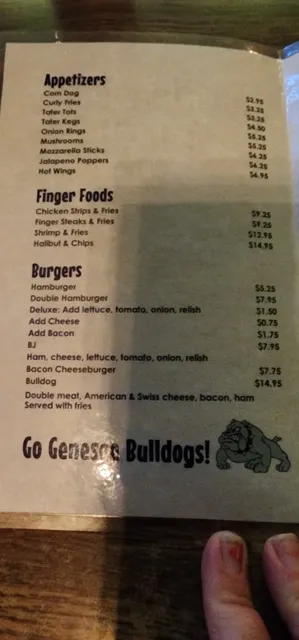 Appetizers
Corn Dog $2.95
Curly Fries $3.25
Tater Tots $3.25
Tater Kegs $4.50
Onion Rings $5.25
Mushrooms $5.25
Mozzarella Sticks $6.25
Jalapeno Poppers $6.25
Hot Wings $6.95
Finger Foods
Chicken Strips & Fries $9.25
Finger Steaks & Fries $9.25
Shrimp & Fries $12.95
Halibut & Chips $14.95
Burgers
Hamburger $5.25
Double Hamburger $7.95
Deluxe: Add lettuce, tomato, onion, relish $1.50
Add Cheese $0.75
Add Bacon $1.75
BJ $7.95
Ham, cheese, lettuce, tomato, onion, relish
Bacon Cheeseburger $7.75
Bulldog $14.95
Double meat, American & Swiss cheese, bacon, ham
Served with fries
Go Genesee Bulldogs!